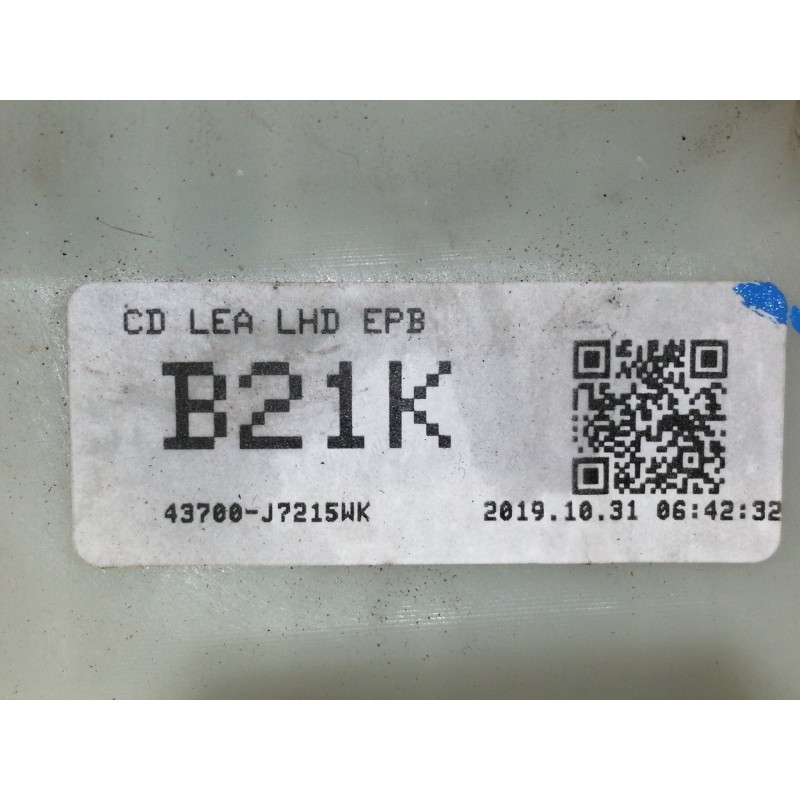 CD LEA LHD EPB
B21K
43700-J7215WK
2019.10.31 06:42:32